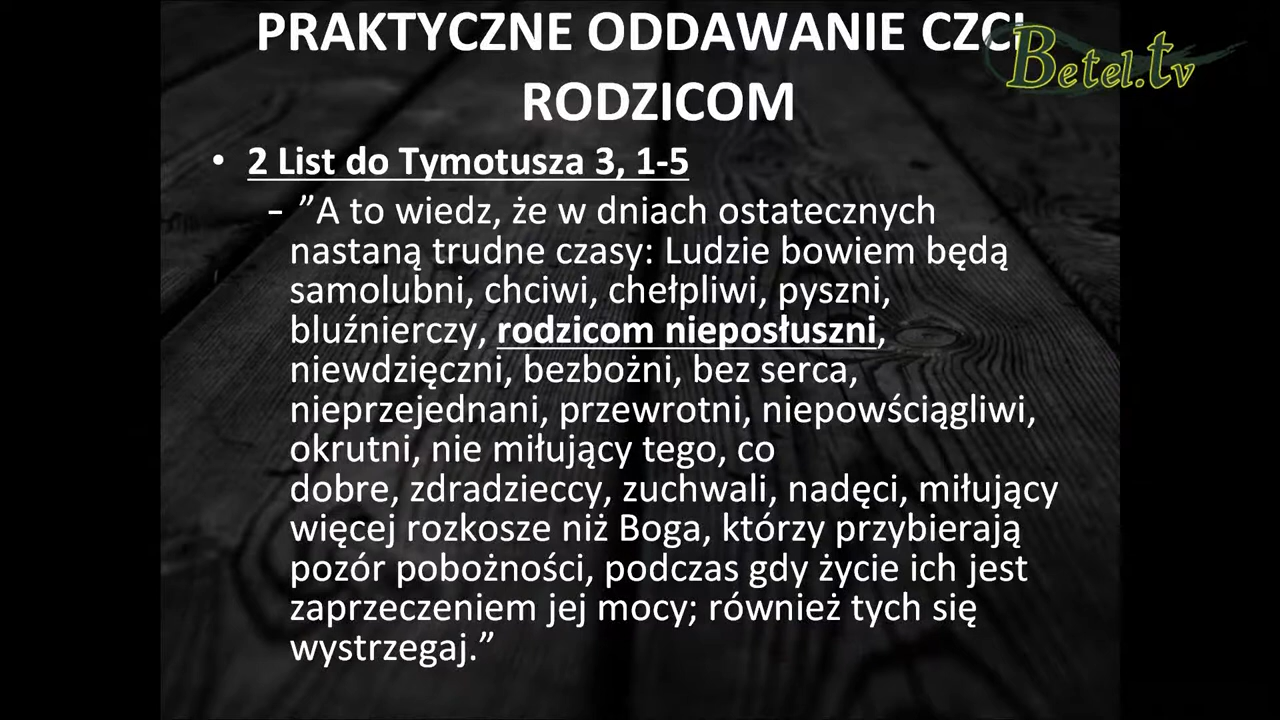 PRAKTYCZNE ODDAWANIE CZCI
RODZICOM
Betel.tv
• 2 List do Tymotusza 3, 1-5
– ”A to wiedz, że w dniach ostatecznych
nastaną trudne czasy: Ludzie bowiem będą
samolubni, chciwi, chełpliwi, pyszni,
bluźnierczy, rodzicom nieposłuszni,
niewdzięczni, bezbożni, bez serca,
nieprzejednani, przewrotni, niepowściągliwi,
okrutni, nie miłujący tego, co
dobre, zdradzieccy, zuchwali, nadęci, miłujący
więcej rozkosze niż Boga, którzy przybierają
pozór pobożności, podczas gdy życie ich jest
zaprzeczeniem jej mocy; również tych się
wystrzegaj.”